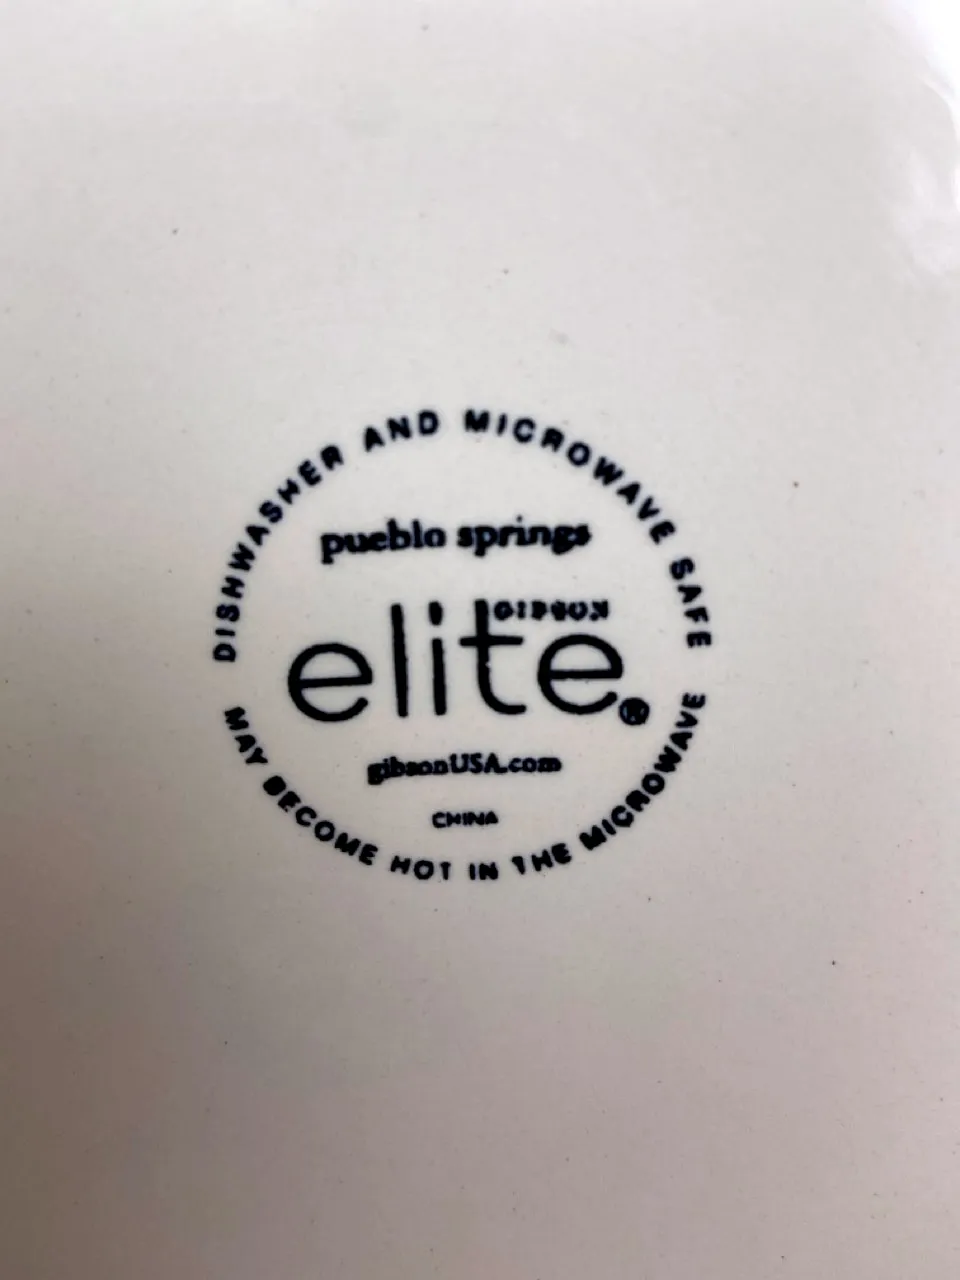 DISHWASHER AND MICROWAVE SAFE
pueblo springs
GIBSON
elite®
gibsonUSA.com
CHINA
MAY BECOME HOT IN THE MICROWAVE